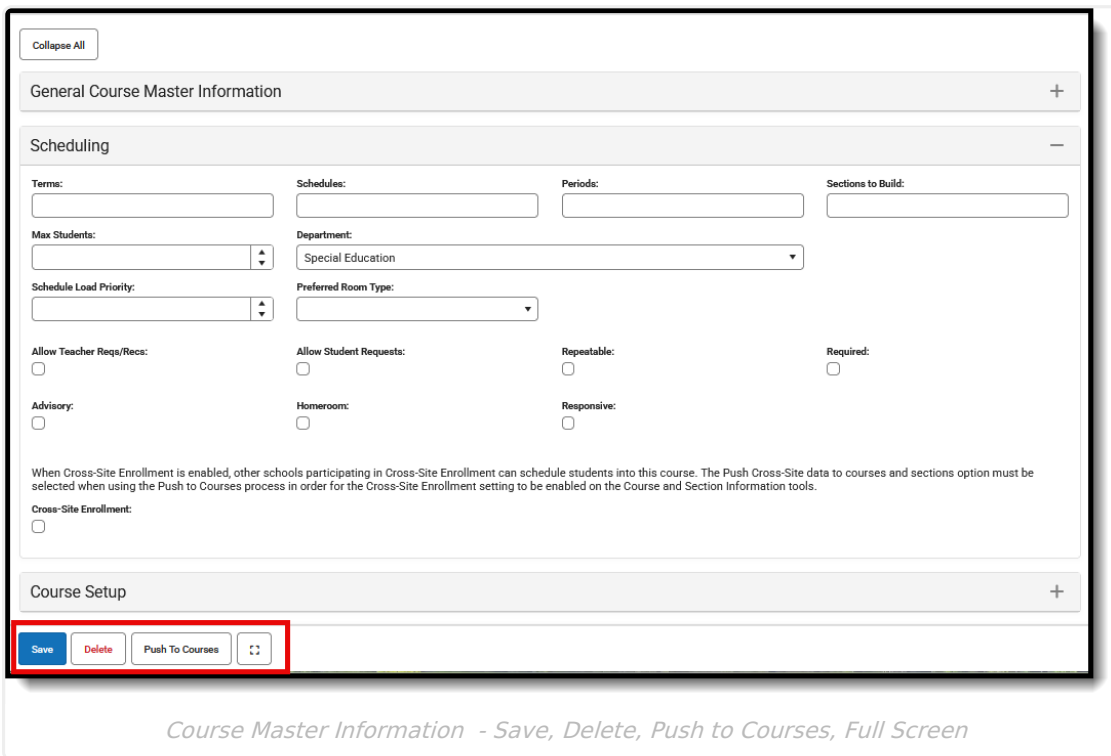 Collapse All
General Course Master Information
Scheduling
Terms: Schedules: Periods: Sections to Build:
Max Students: Department:
Special Education
Schedule Load Priority: Preferred Room Type:
Allow Teacher Reqs/Recs: Allow Student Requests: Repeatable: Required:
Advisory: Homeroom: Responsive:
When Cross-Site Enrollment is enabled, other schools participating in Cross-Site Enrollment can schedule students into this course. The Push Cross-Site data to courses and sections option must be
selected when using the Push to Courses process in order for the Cross-Site Enrollment setting to be enabled on the Course and Section Information tools.
Cross-Site Enrollment:
Course Setup
Save Delete Push To Courses
Course Master Information - Save, Delete, Push to Courses, Full Screen